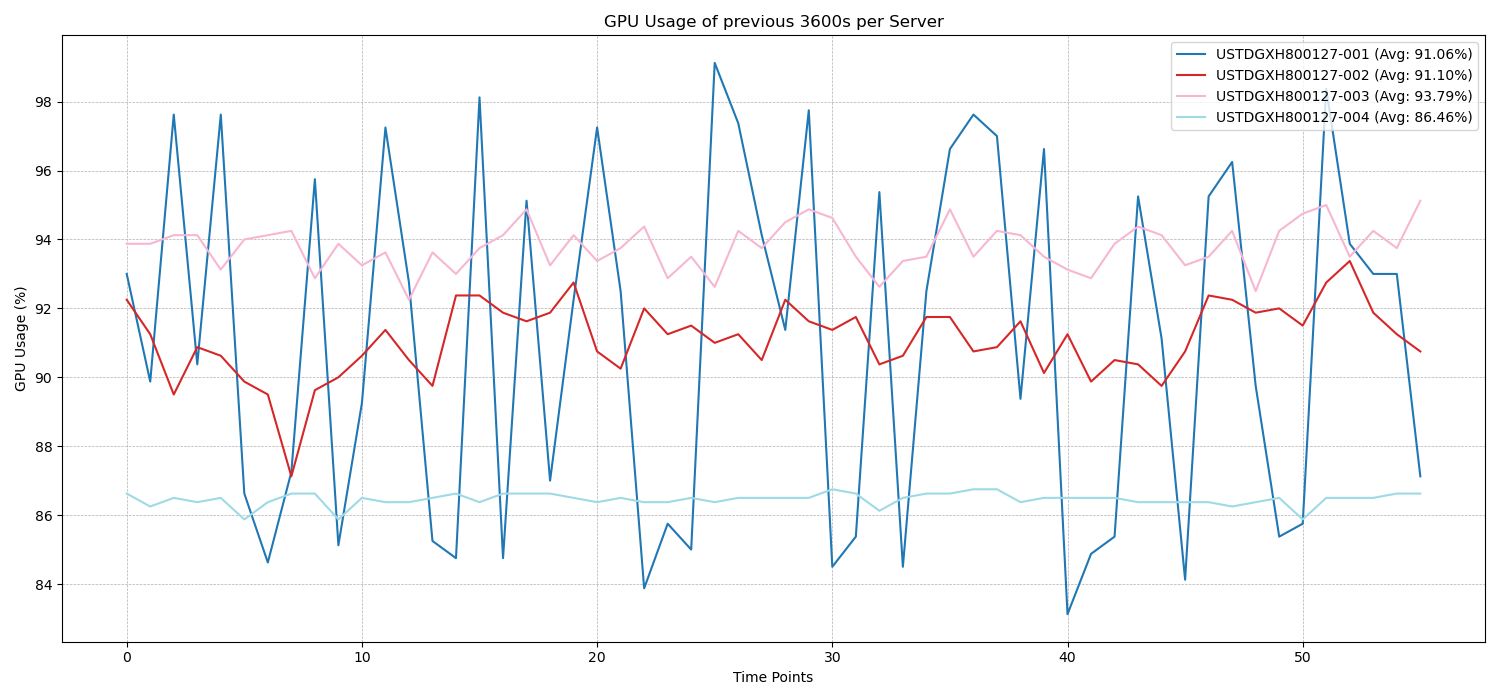 GPU Usage of previous 3600s per Server
USTDGXH800127-001 (Avg: 91.06%)
USTDGXH800127-002 (Avg: 91.10%)
USTDGXH800127-003 (Avg: 93.79%)
USTDGXH800127-004 (Avg: 86.46%)
GPU Usage (%)
98
96
94
92
90
88
86
84
0 10 20 30 40 50
Time Points